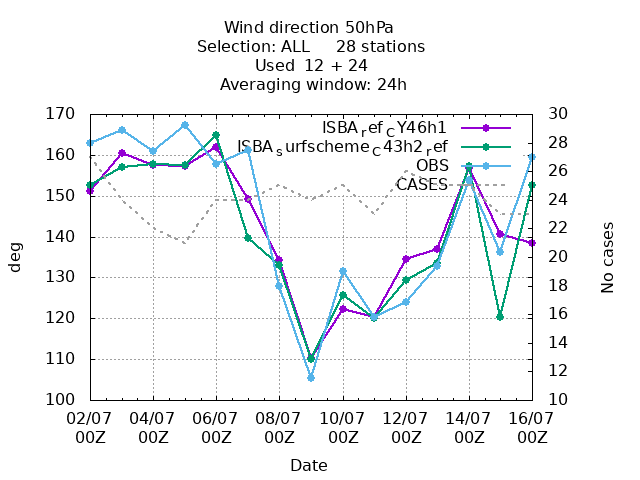 Wind direction 50hPa
Selection: ALL 28 stations
Used 12 + 24
Averaging window: 24h
170 30
ISBA_ref_CY46h1
28
160 ISBA_surfscheme_C43h2_ref
OBS 26
150 CASES
24
140 22
deg No cases
20
130 18
120 16
14
110 12
100 10
02/07 04/07 06/07 08/07 10/07 12/07 14/07 16/07
00Z 00Z 00Z 00Z 00Z 00Z 00Z 00Z
Date